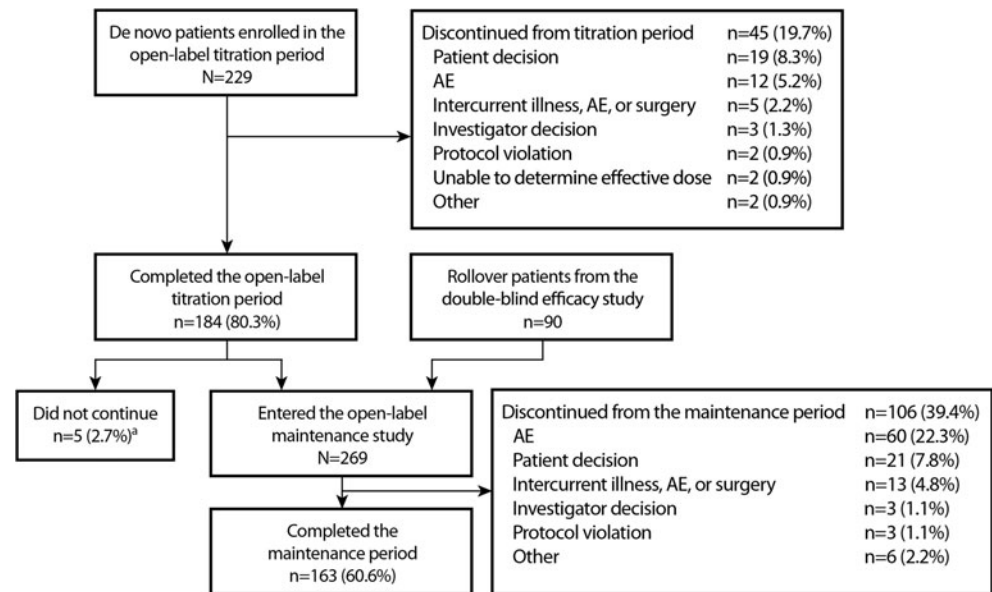 De novo patients enrolled in the
open-label titration period
N=229
Discontinued from titration period n=45 (19.7%)
Patient decision n=19 (8.3%)
AE n=12 (5.2%)
Intercurrent illness, AE, or surgery n=5 (2.2%)
Investigator decision n=3 (1.3%)
Protocol violation n=2 (0.9%)
Unable to determine effective dose n=2 (0.9%)
Other n=2 (0.9%)
Completed the open-label
titration period
n=184 (80.3%)
Rollover patients from the
double-blind efficacy study
n=90
Did not continue
n=5 (2.7%)a
Entered the open-label
maintenance study
N=269
Discontinued from the maintenance period n=106 (39.4%)
AE n=60 (22.3%)
Patient decision n=21 (7.8%)
Intercurrent illness, AE, or surgery n=13 (4.8%)
Investigator decision n=3 (1.1%)
Protocol violation n=3 (1.1%)
Other n=6 (2.2%)
Completed the
maintenance period
n=163 (60.6%)